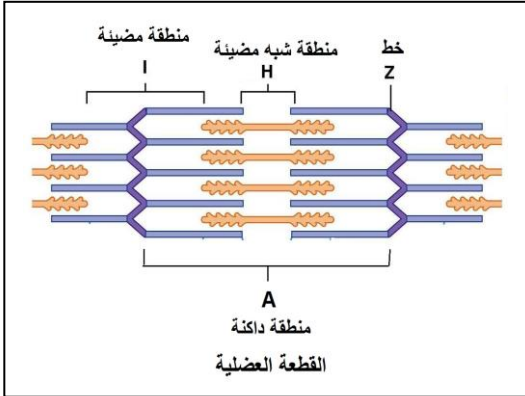 منطقة مضيئة
I
منطقة شبه مضيئة
H
خط
Z
A
منطقة داكنة
القطعة العضلية